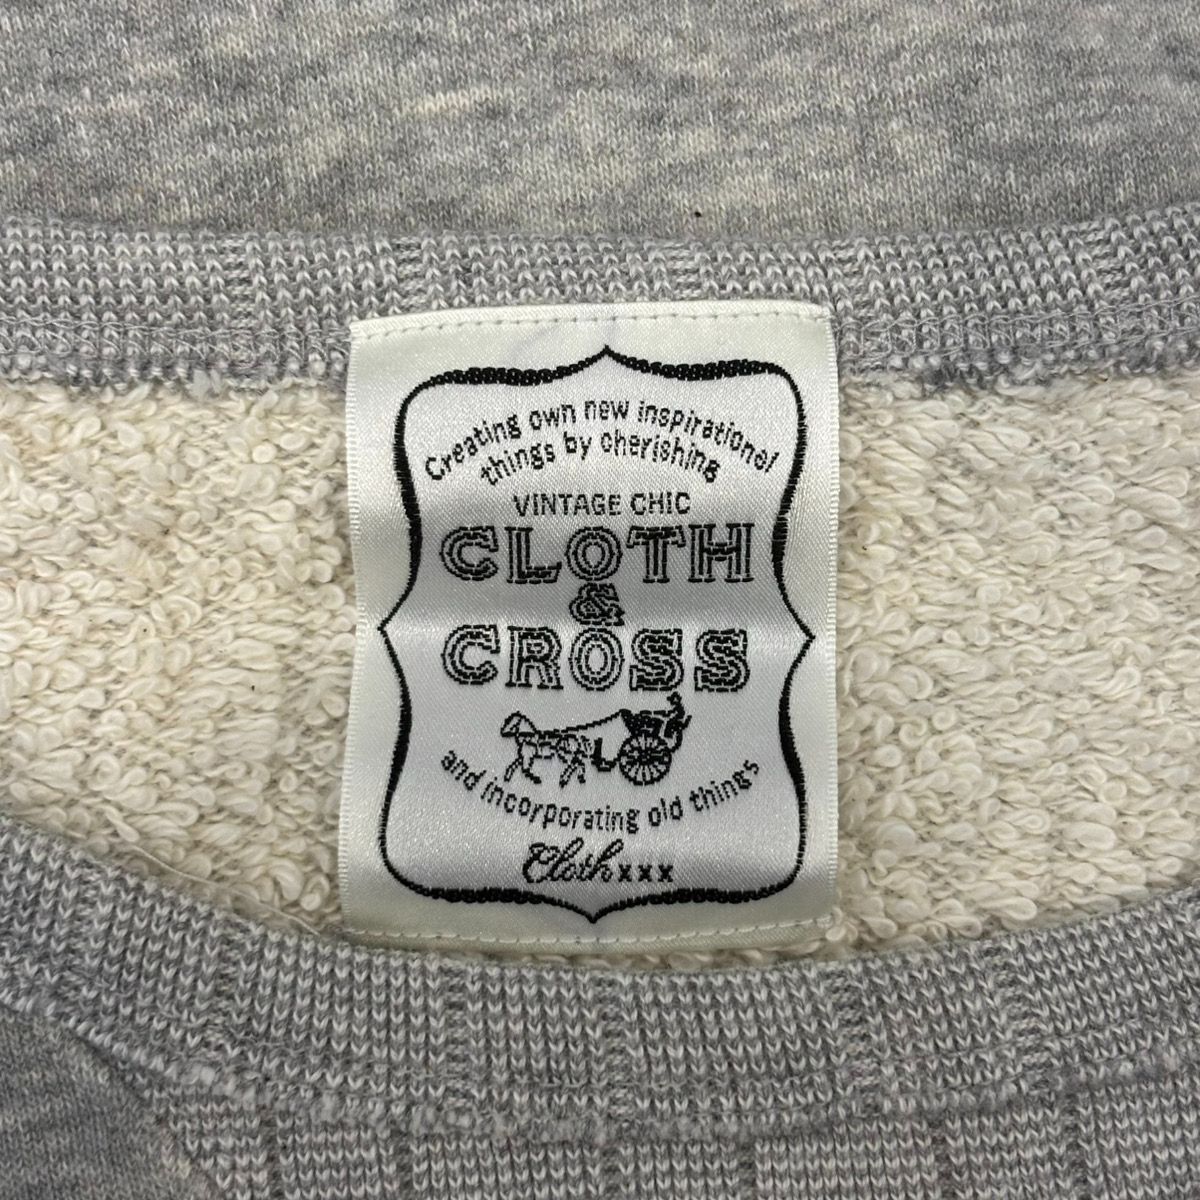 Creating own new inspirational
things by cherishing
VINTAGE CHIC
CLOTH
&
CROSS
and incorporating old things
Cloth xxx